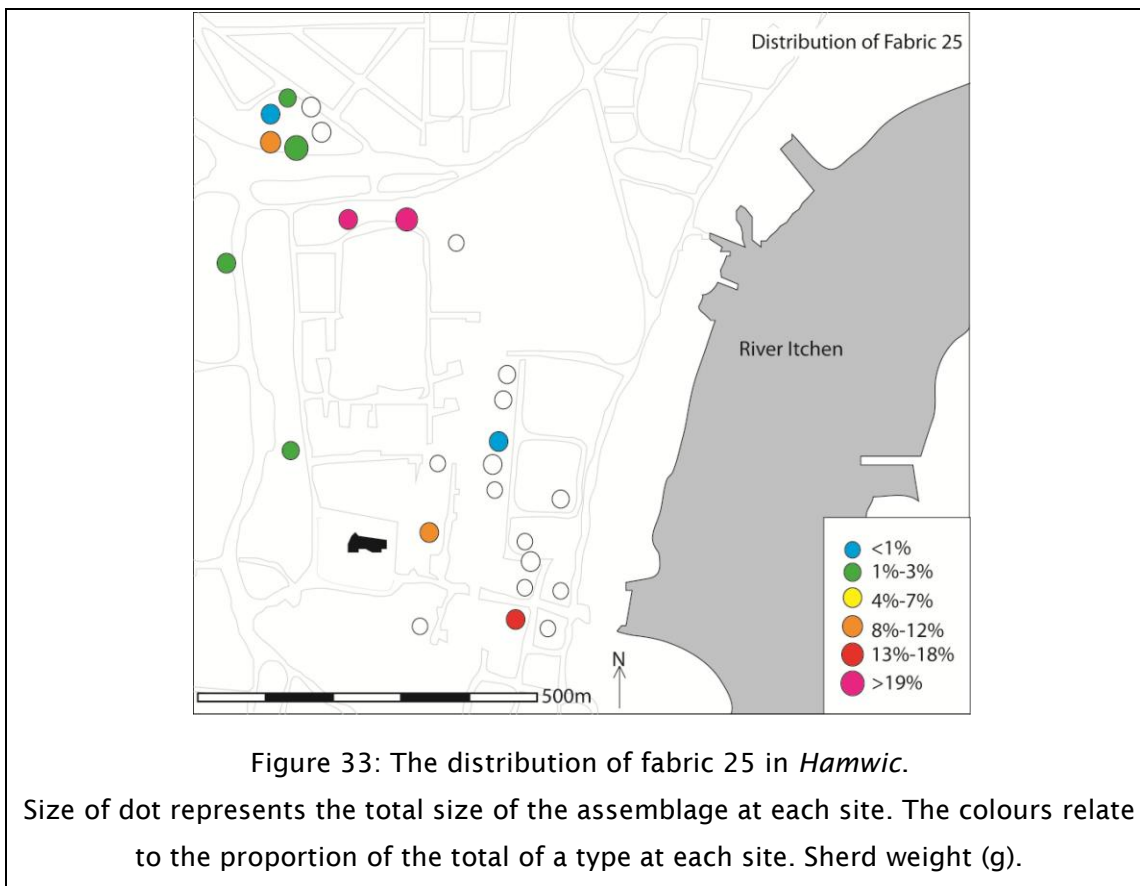 Distribution of Fabric 25
River Itchen
<1%
1%-3%
4%-7%
8%-12%
13%-18%
>19%
N
500m
Figure 33: The distribution of fabric 25 in Hamwic.
Size of dot represents the total size of the assemblage at each site. The colours relate
to the proportion of the total of a type at each site. Sherd weight (g).